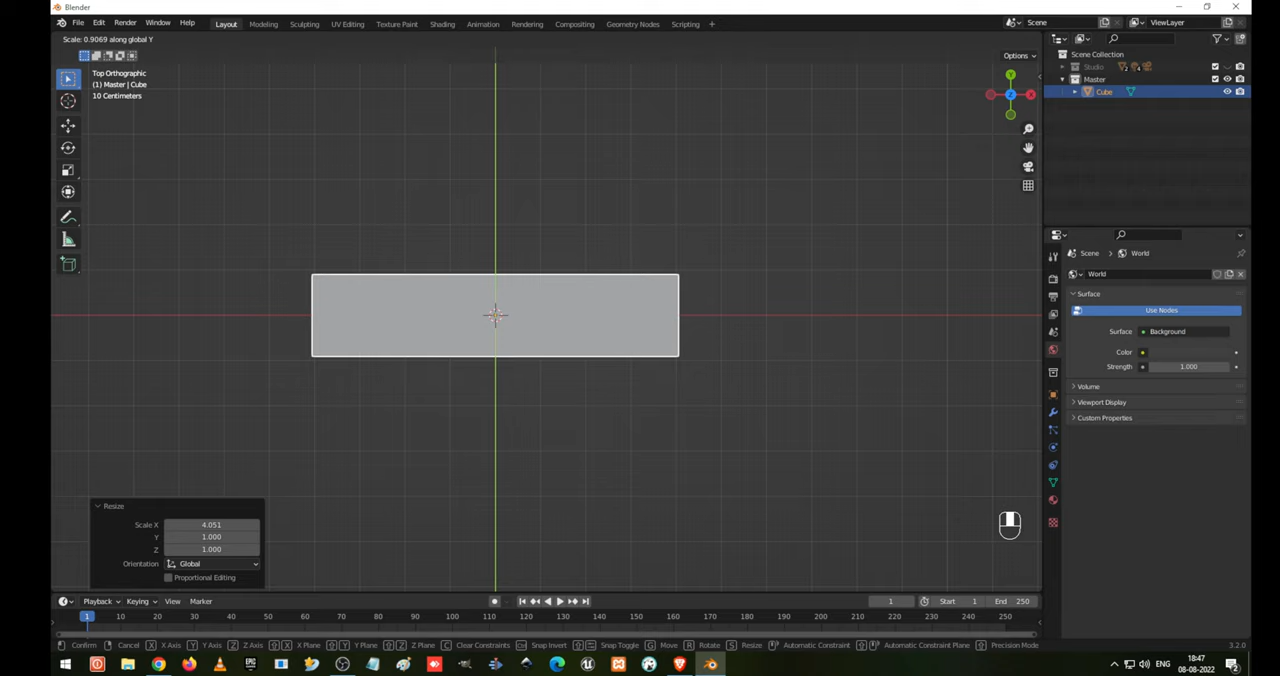 Blender
File Edit Render Window Help Layout Modeling Sculpting UV Editing Texture Paint Shading Animation Rendering Compositing Geometry Nodes Scripting + Scene ViewLayer
Scale: 0.9069 along global Y
Options
Top Orthographic
(1) Master | Cube
10 Centimeters
Y
Z
X
Scene Collection
Studio 2 4
Master
Cube
Scene > World
World
Surface
Use Nodes
Surface Background
Color
Strength 1.000
Volume
Viewport Display
Custom Properties
Resize
Scale X 4.051
Y 1.000
Z 1.000
Orientation Global
Proportional Editing
Playback Keying View Marker 1 Start 1 End 250
1 10 20 30 40 50 60 70 80 90 100 110 120 130 140 150 160 170 180 190 200 210 220 230 240 250
Confirm Cancel X X Axis Y Y Axis Z Z Axis X X Plane Y Y Plane Z Z Plane C Clear Constraints Snap Invert Snap Toggle G Move R Rotate S Resize Automatic Constraint Automatic Constraint Plane Precision Mode 3.2.0
ENG 18:47 08-08-2022 2